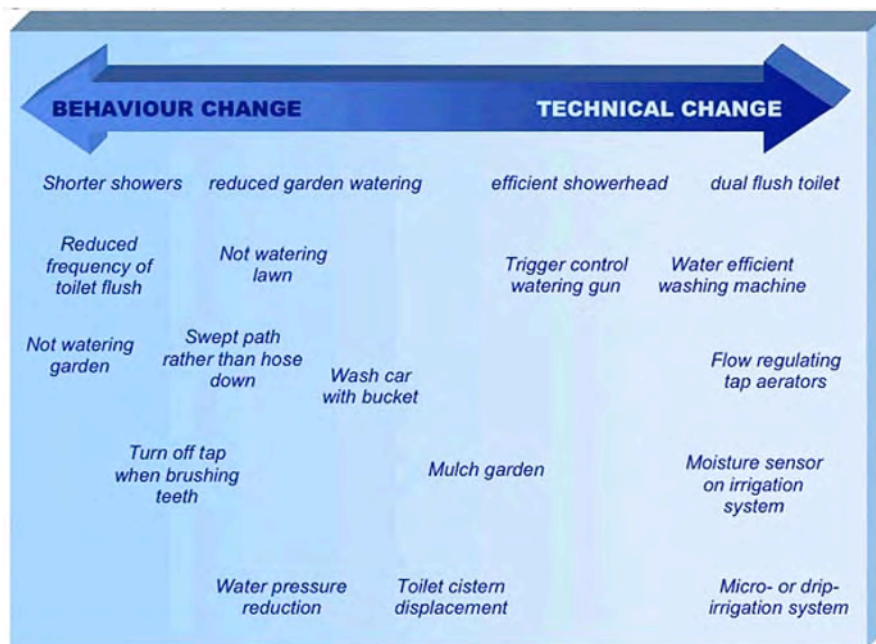 BEHAVIOUR CHANGE TECHNICAL CHANGE
Shorter showers reduced garden watering efficient showerhead dual flush toilet
Reduced
frequency of
toilet flush
Not watering
lawn
Trigger control
watering gun
Water efficient
washing machine
Not watering
garden
Swept path
rather than hose
down
Wash car
with bucket
Flow regulating
tap aerators
Turn off tap
when brushing
teeth
Mulch garden
Moisture sensor
on irrigation
system
Water pressure
reduction
Toilet cistern
displacement
Micro- or drip-
irrigation system